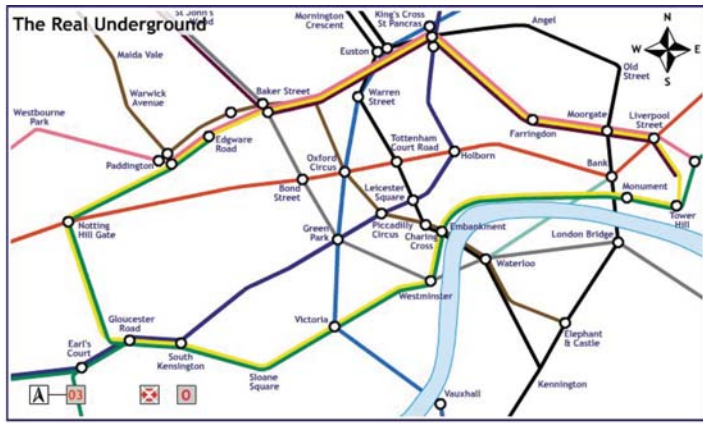 The Real Underground
St John's
Wood
Mornington
Crescent
King's Cross
St Pancras
Angel
N
W
E
S
Maida Vale
Euston
Old
Street
Baker Street
Warwick
Avenue
Warren
Street
Westbourne
Park
Moorgate
Liverpool
Street
Paddington
Edgware
Road
Farringdon
Tottenham
Court Road
Holborn
Oxford
Circus
Bank
Bond
Street
Leicester
Square
Monument
Notting
Hill Gate
Green
Park
Piccadilly
Circus
Charing
Cross
Embankment
Tower
Hill
Waterloo
London Bridge
Westminster
Gloucester
Road
Victoria
Earl's
Court
South
Kensington
Sloane
Square
Elephant
& Castle
Kennington
Vauxhall
A
03
O